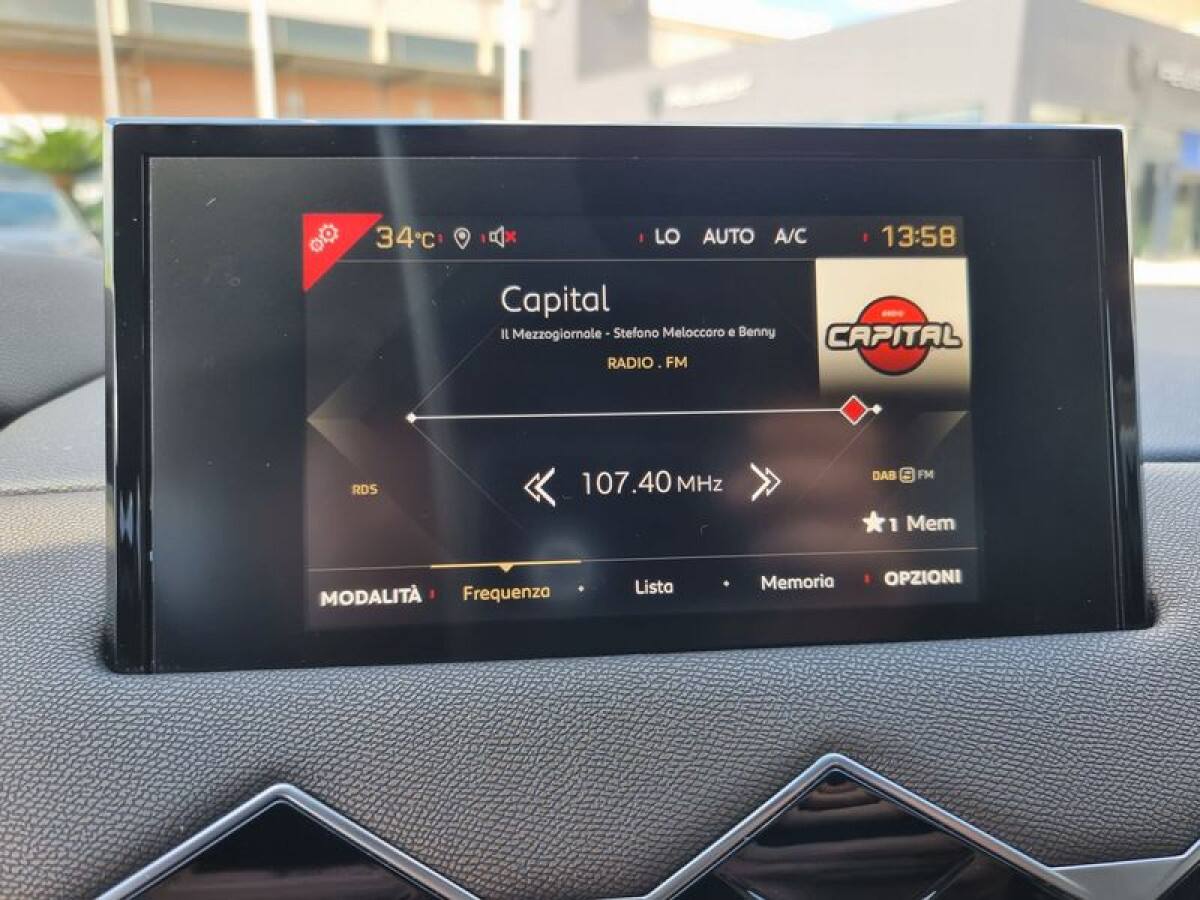 34°C LO AUTO A/C 13:58
Capital
Il Mezzogiornale - Stefano Meloccaro e Benny
RADIO . FM
RADIO
CAPITAL
107.40 MHz
RDS
DAB FM
1 Mem
MODALITÀ Frequenza Lista Memoria OPZIONI